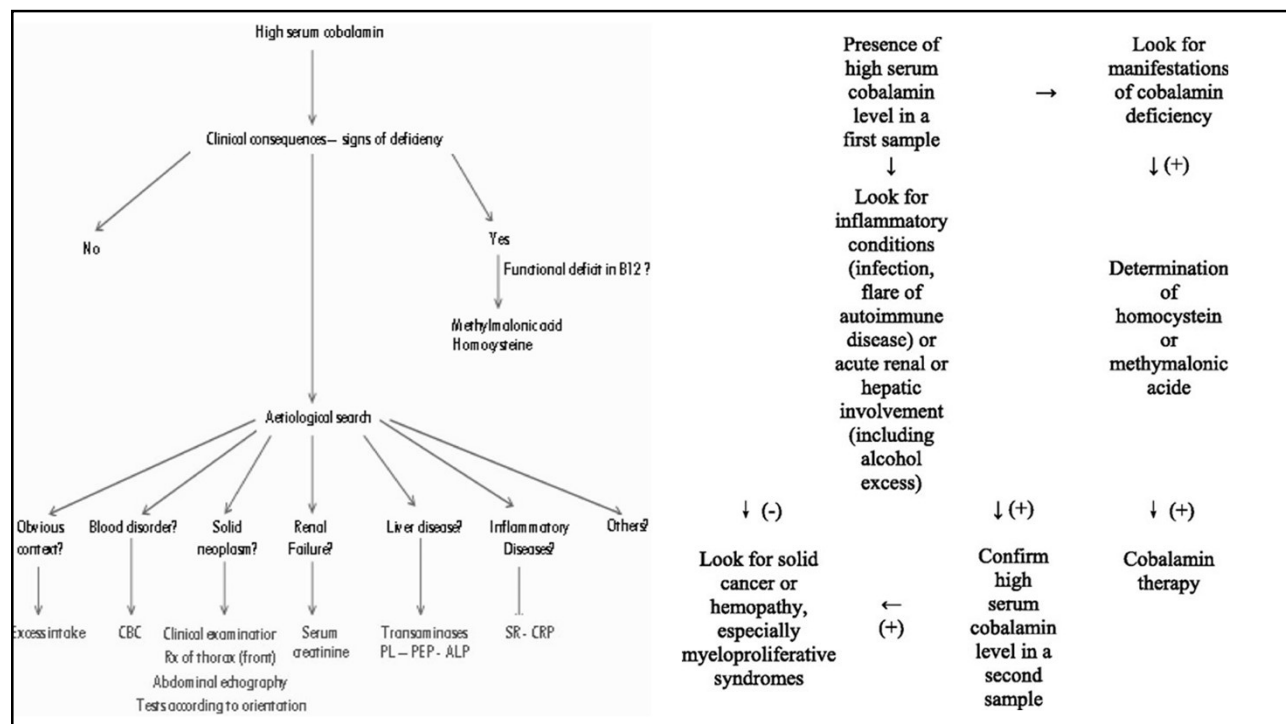 High serum cobalamin
Clinical consequences – signs of deficiency
No
Yes
Functional deficit in B12 ?
Methylmalonic acid
Homocysteine
Aetiological search
Obvious
context?
Blood disorder?
Solid
neoplasm?
Renal
Failure?
Liver disease?
Inflammatory
Diseases?
Others?
Excess intake
CBC
Clinical examination
Rx of thorax (front)
Abdominal echography
Tests according to orientation
Serum
creatinine
Transaminases
PL – PEP - ALP
SR - CRP
Presence of
high serum
cobalamin
level in a
first sample
→
Look for
manifestations
of cobalamin
deficiency
↓
↓ (+)
Look for
inflammatory
conditions
(infection,
flare of
autoimmune
disease) or
acute renal or
hepatic
involvement
(including
alcohol
excess)
Determination
of
homocystein
or
methymalonic
acide
↓ (-)
↓ (+)
↓ (+)
Look for solid
cancer or
hemopathy,
especially
myeloproliferative
syndromes
←
(+)
Confirm
high
serum
cobalamin
level in a
second
sample
Cobalamin
therapy